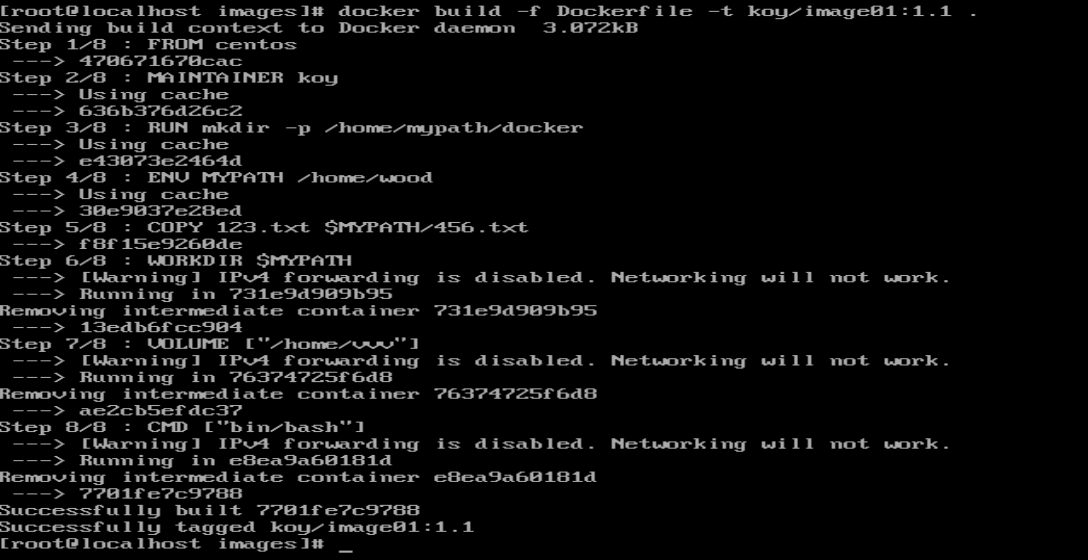 [root@localhost images]# docker build -f Dockerfile -t koy/image01:1.1 .
Sending build context to Docker daemon  3.072kB
Step 1/8 : FROM centos
 ---> 470671670cac
Step 2/8 : MAINTAINER koy
 ---> Using cache
 ---> 636b376d26c2
Step 3/8 : RUN mkdir -p /home/mypath/docker
 ---> Using cache
 ---> e43073e2464d
Step 4/8 : ENV MYPATH /home/wood
 ---> Using cache
 ---> 30e9037e28ed
Step 5/8 : COPY 123.txt $MYPATH/456.txt
 ---> f8f15e9260de
Step 6/8 : WORKDIR $MYPATH
 ---> [Warning] IPv4 forwarding is disabled. Networking will not work.
 ---> Running in 731e9d909b95
Removing intermediate container 731e9d909b95
 ---> 13edb6fcc904
Step 7/8 : VOLUME ["/home/vvv"]
 ---> [Warning] IPv4 forwarding is disabled. Networking will not work.
 ---> Running in 76374725f6d8
Removing intermediate container 76374725f6d8
 ---> ae2cb5efdc37
Step 8/8 : CMD ["bin/bash"]
 ---> [Warning] IPv4 forwarding is disabled. Networking will not work.
 ---> Running in e8ea9a60181d
Removing intermediate container e8ea9a60181d
 ---> 7701fe7c9788
Successfully built 7701fe7c9788
Successfully tagged koy/image01:1.1
[root@localhost images]# _